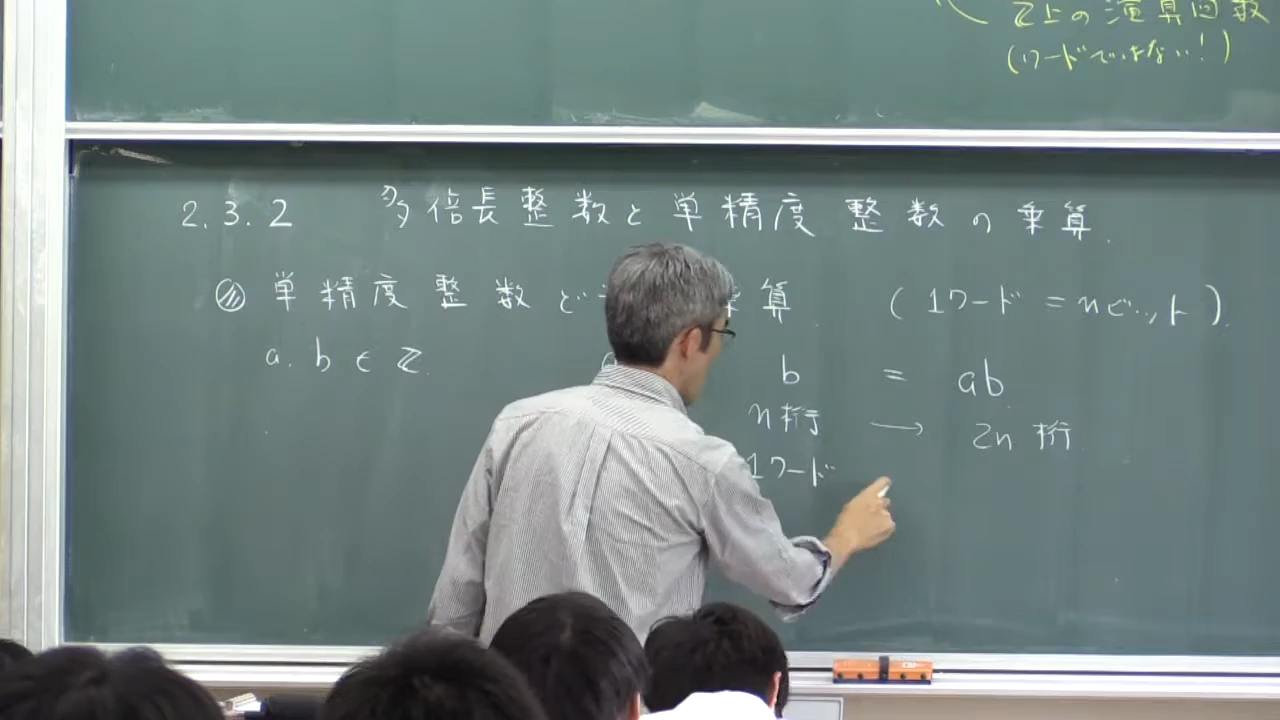 Z上の演算回数
(ワードではない!)
2.3.2 多倍長整数と単精度整数の乗算.
単精度整数ど 算. (1ワード = nビット).
a. b ∈ Z.
b = ab.
n桁 → 2n桁
1ワード